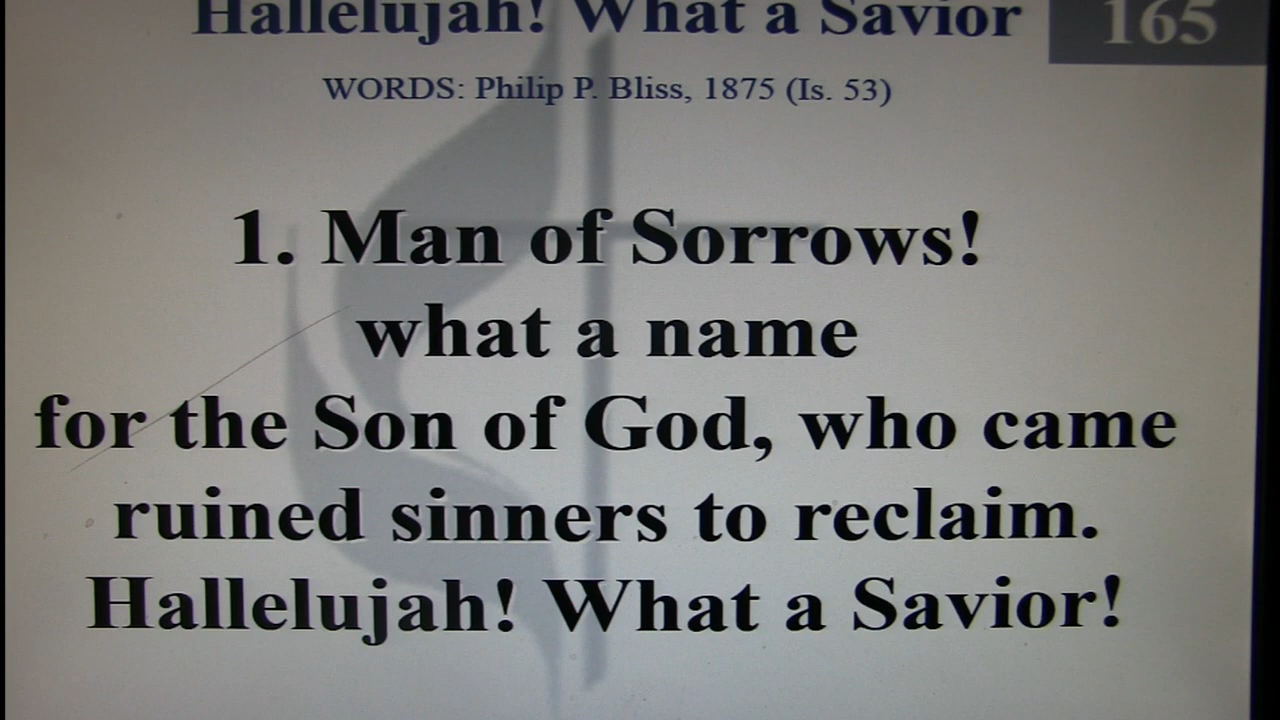 Hallelujah! What a Savior
165
WORDS: Philip P. Bliss, 1875 (Is. 53)
1. Man of Sorrows!
what a name
for the Son of God, who came
ruined sinners to reclaim.
Hallelujah! What a Savior!